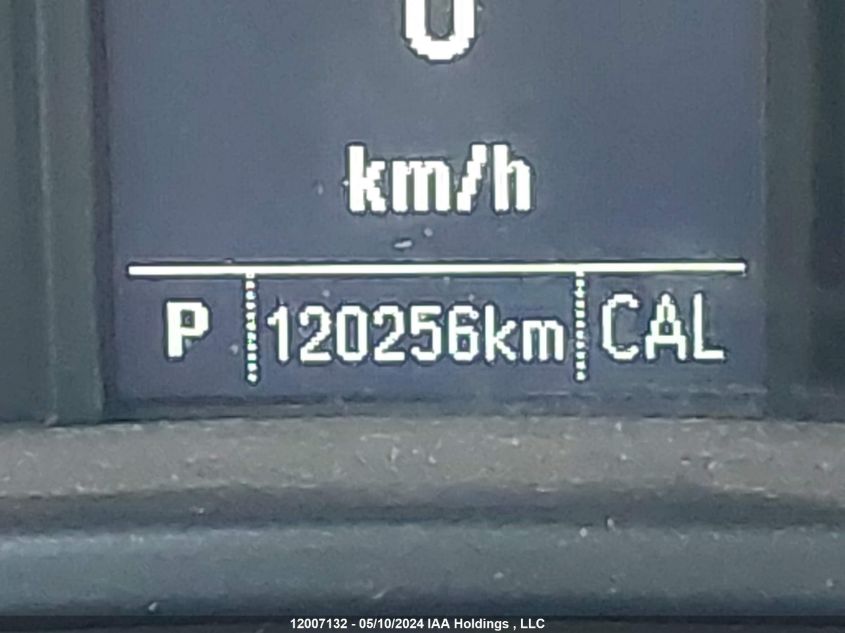 0
km/h
P 120256km CAL
12007132 - 05/10/2024 IAA Holdings , LLC